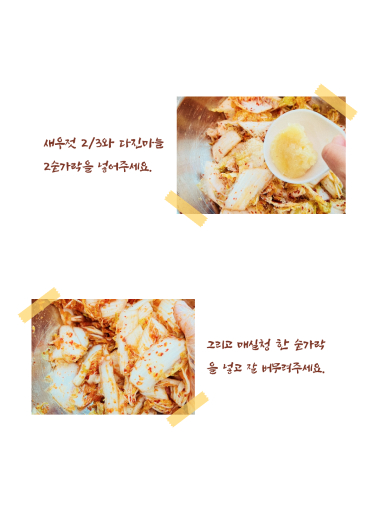 새우젓 2/3와 다진마늘
2숟가락을 넣어주세요.
그리고 매실청 한 숟가락
을 넣고 잘 버무려주세요.